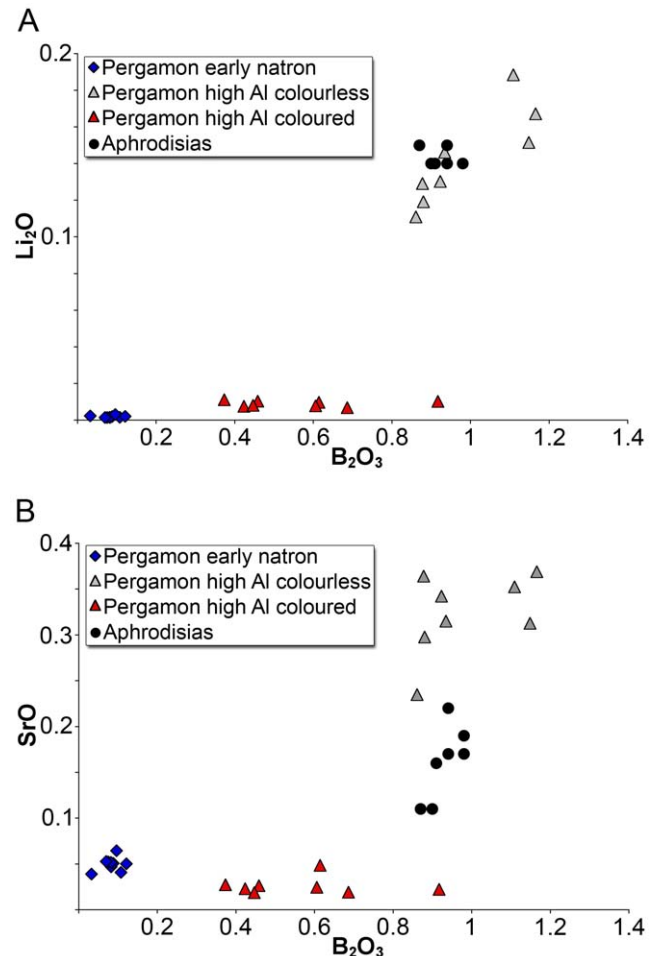 A
0.2
Pergamon early natron
Pergamon high Al colourless
Pergamon high Al coloured
Aphrodisias
Li₂O
0.1
0.2 0.4 0.6 0.8 1 1.2 1.4
B₂O₃
B
0.4
Pergamon early natron
Pergamon high Al colourless
Pergamon high Al coloured
Aphrodisias
0.3
SrO
0.2
0.1
0.2 0.4 0.6 0.8 1 1.2 1.4
B₂O₃